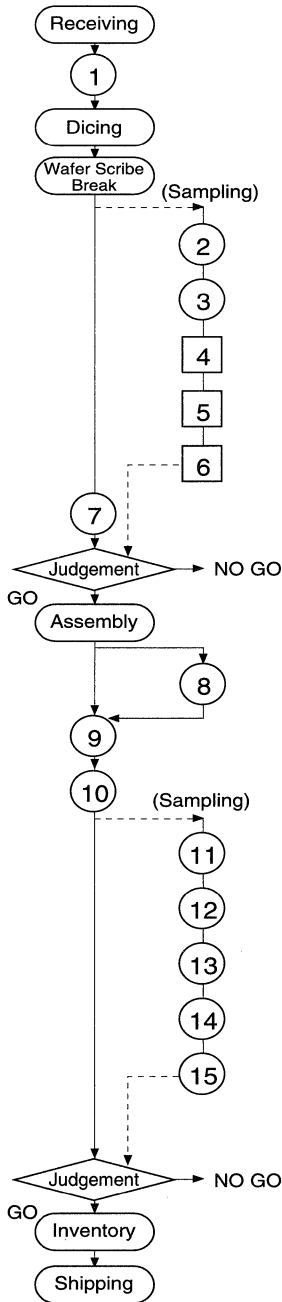 Receiving
1
Dicing
Wafer Scribe
Break
(Sampling)
2
3
4
5
6
7
Judgement
NO GO
GO
Assembly
8
9
10
(Sampling)
11
12
13
14
15
Judgement
NO GO
GO
Inventory
Shipping